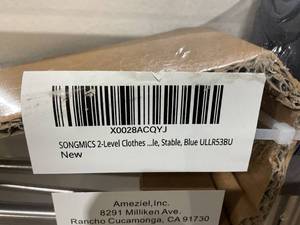 X0028ACQYJ
SONGMICS 2-Level Clothes ...le, Stable, Blue ULLR53BU
New
Ameziel, Inc.
8291 Milliken Ave.
Rancho Cucamonga, CA 91730